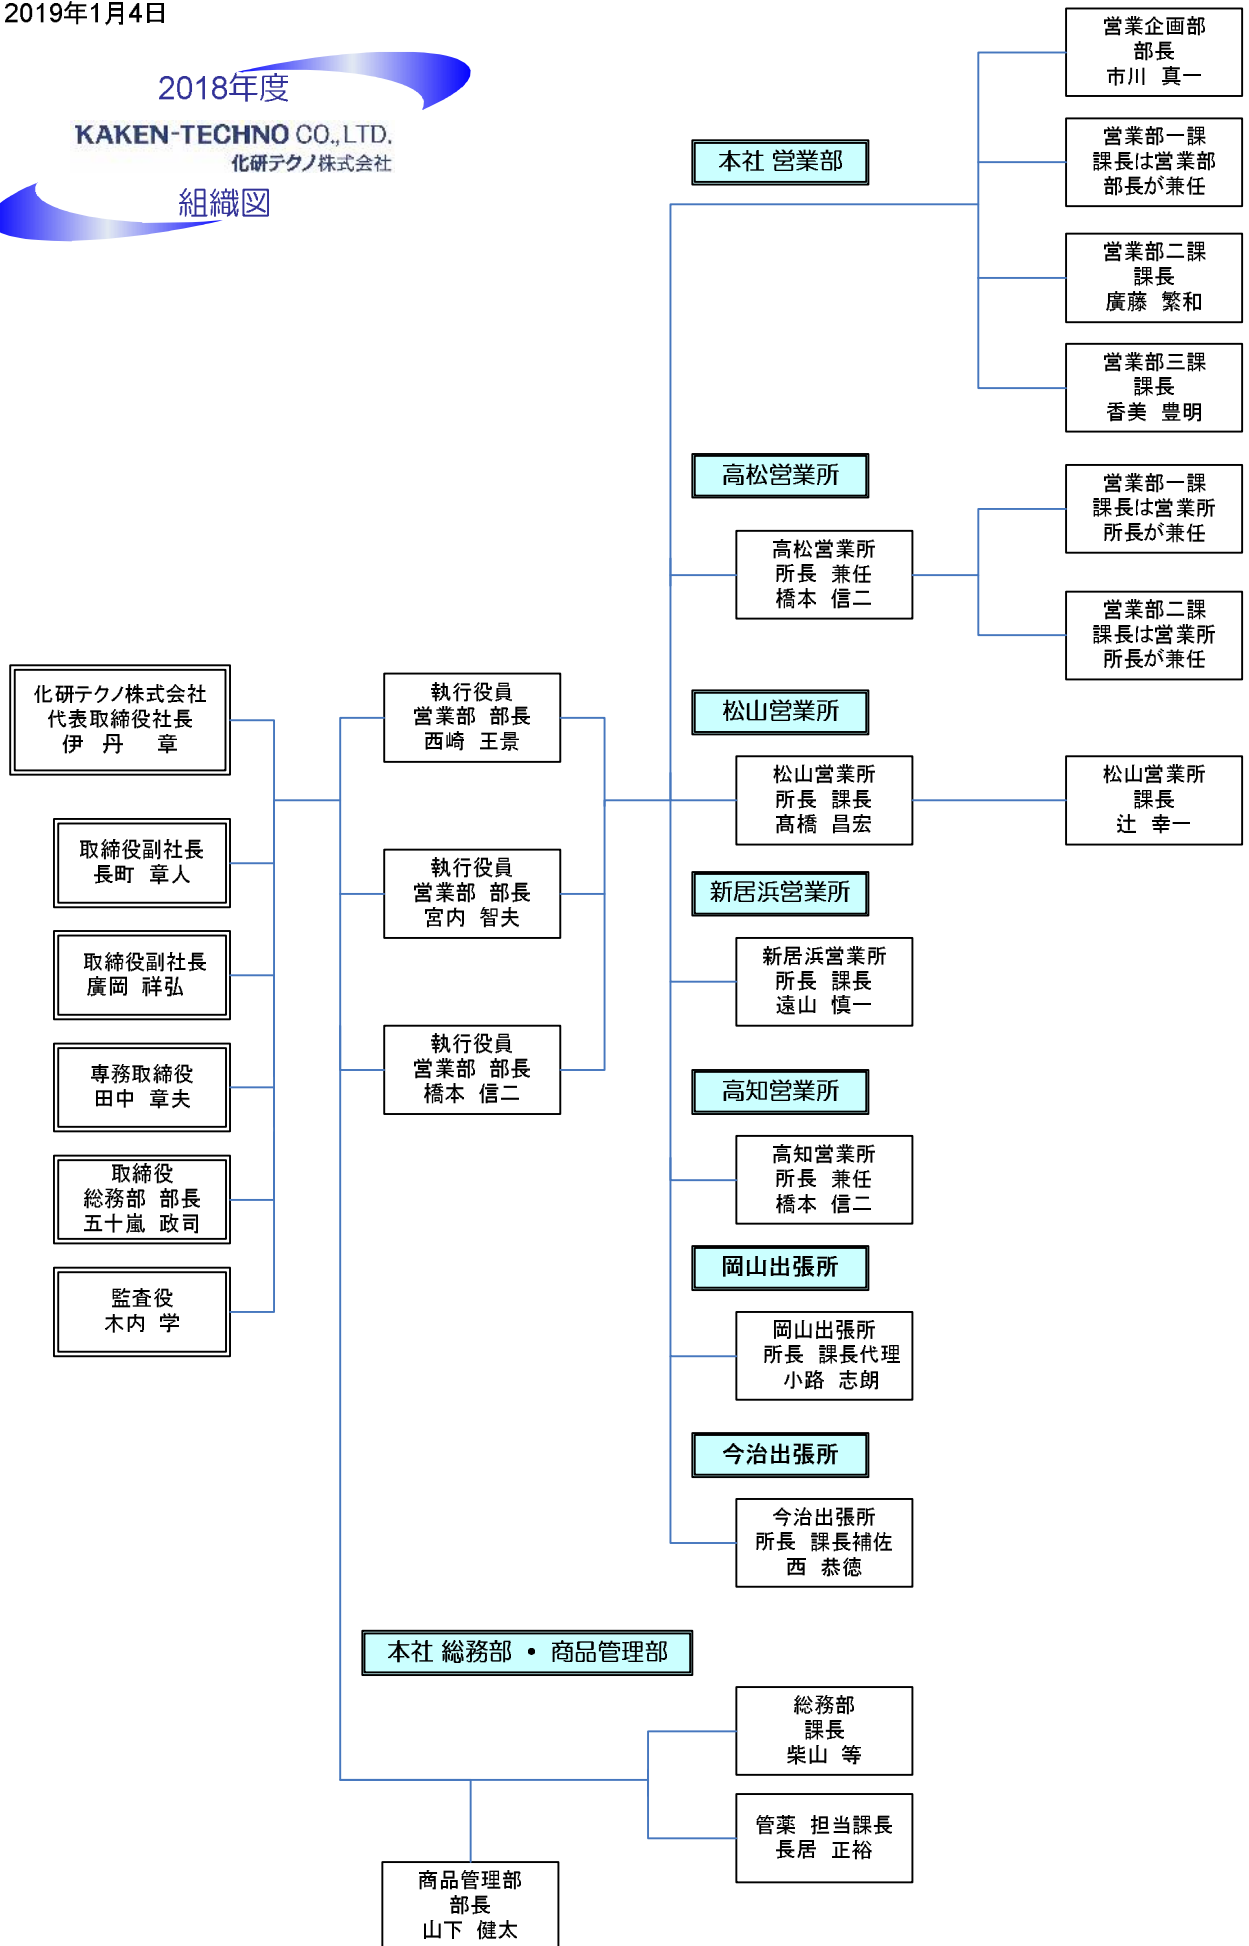 2019年1月4日
2018年度
KAKEN-TECHNO CO.,LTD.
化研テクノ株式会社
組織図
化研テクノ株式会社
代表取締役社長
伊 丹 章
取締役副社長
長町 章人
取締役副社長
廣岡 祥弘
専務取締役
田中 章夫
取締役
総務部 部長
五十嵐 政司
監査役
木内 学
執行役員
営業部 部長
西崎 王景
執行役員
営業部 部長
宮内 智夫
執行役員
営業部 部長
橋本 信二
本社 営業部
営業企画部
部長
市川 真一
営業部一課
課長は営業部
部長が兼任
営業部二課
課長
廣藤 繁和
営業部三課
課長
香美 豊明
高松営業所
高松営業所
所長 兼任
橋本 信二
営業部一課
課長は営業所
所長が兼任
営業部二課
課長は営業所
所長が兼任
松山営業所
松山営業所
所長 課長
髙橋 昌宏
松山営業所
課長
辻 幸一
新居浜営業所
新居浜営業所
所長 課長
遠山 慎一
高知営業所
高知営業所
所長 兼任
橋本 信二
岡山出張所
岡山出張所
所長 課長代理
小路 志朗
今治出張所
今治出張所
所長 課長補佐
西 恭徳
本社 総務部 ・ 商品管理部
総務部
課長
柴山 等
管薬 担当課長
長居 正裕
商品管理部
部長
山下 健太